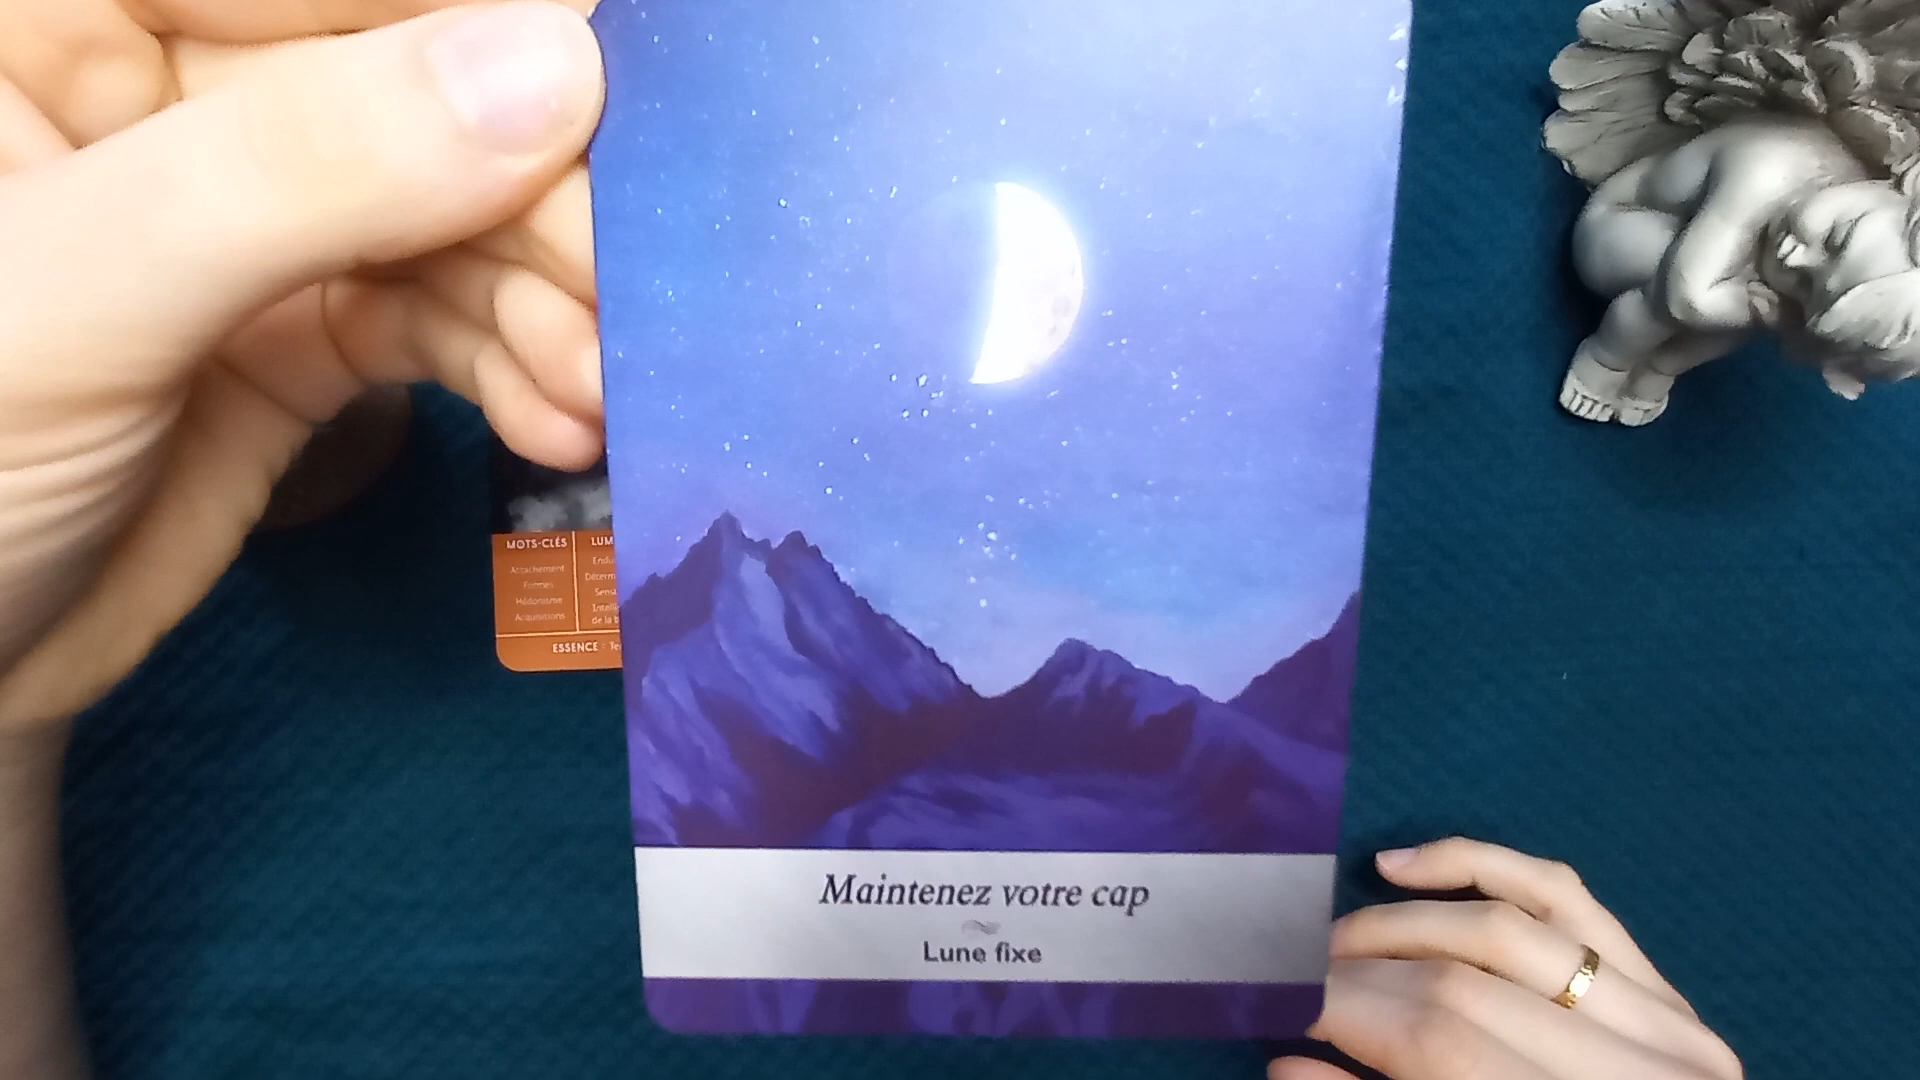 Maintenez votre cap
Lune fixe
MOTS-CLÉS
Attachement
Formes
Hédonisme
Acquisitions
ESSENCE :